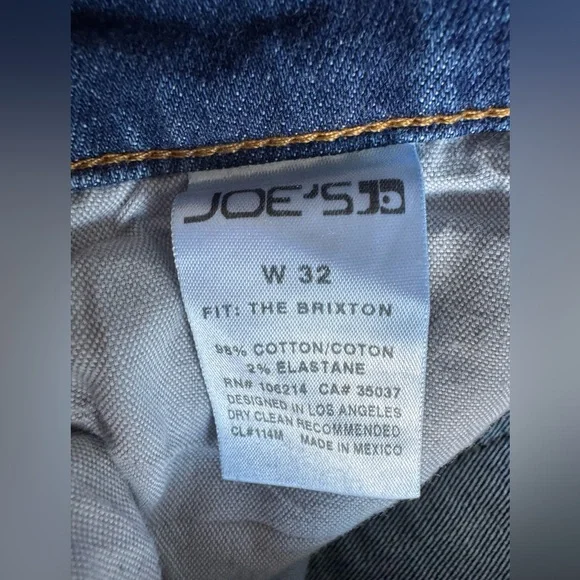 JOE'S
W 32
FIT: THE BRIXTON
98% COTTON/COTON
2% ELASTANE
RN# 106214 CA# 35037
DESIGNED IN LOS ANGELES
DRY CLEAN RECOMMENDED
CL#114M MADE IN MEXICO